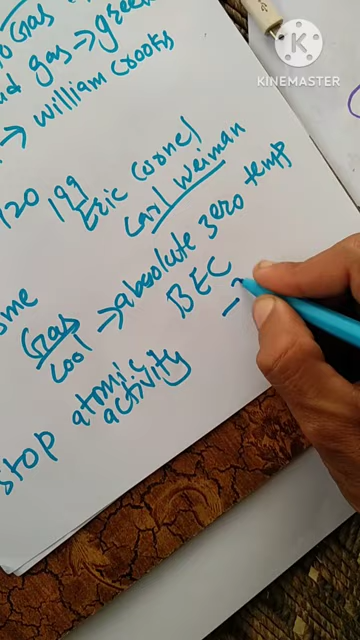 Gas
gas → green
→ William Crooks
199
Eric Cornel
Carl Weiman
Gas → absolute zero temp
cool
BEC
stop atomic
activity
KINEMASTER